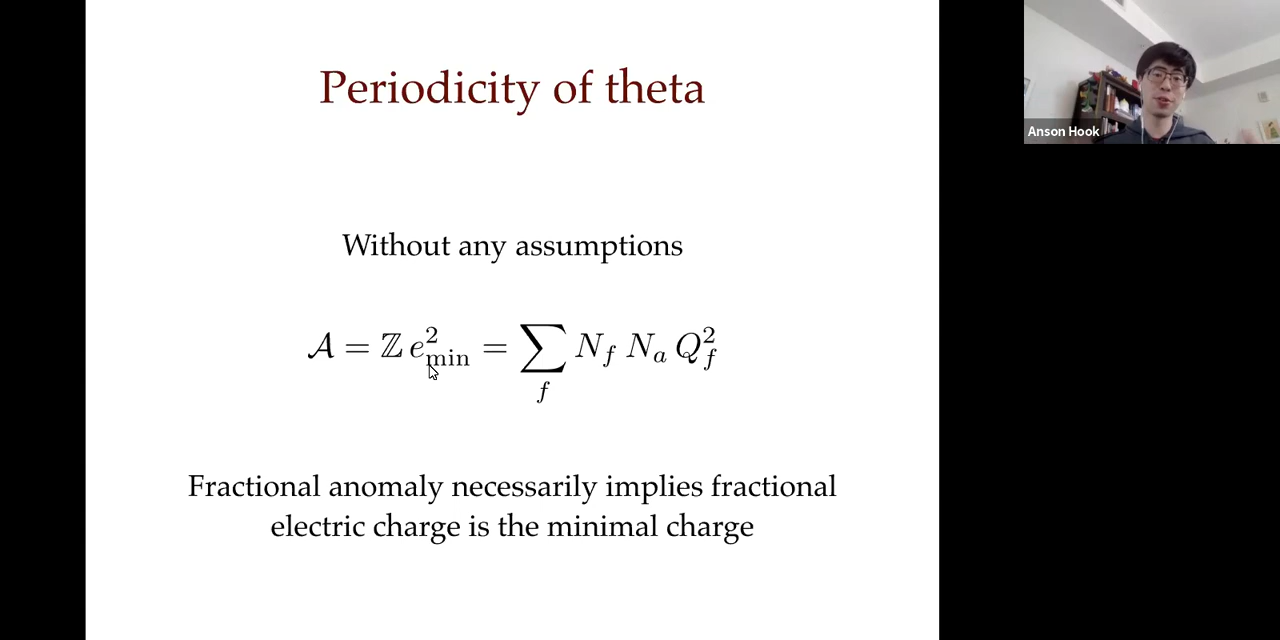 Periodicity of theta
Anson Hook
Without any assumptions
𝒜 = ℤ e²_min = ∑_f N_f N_a Q_f²
Fractional anomaly necessarily implies fractional
electric charge is the minimal charge